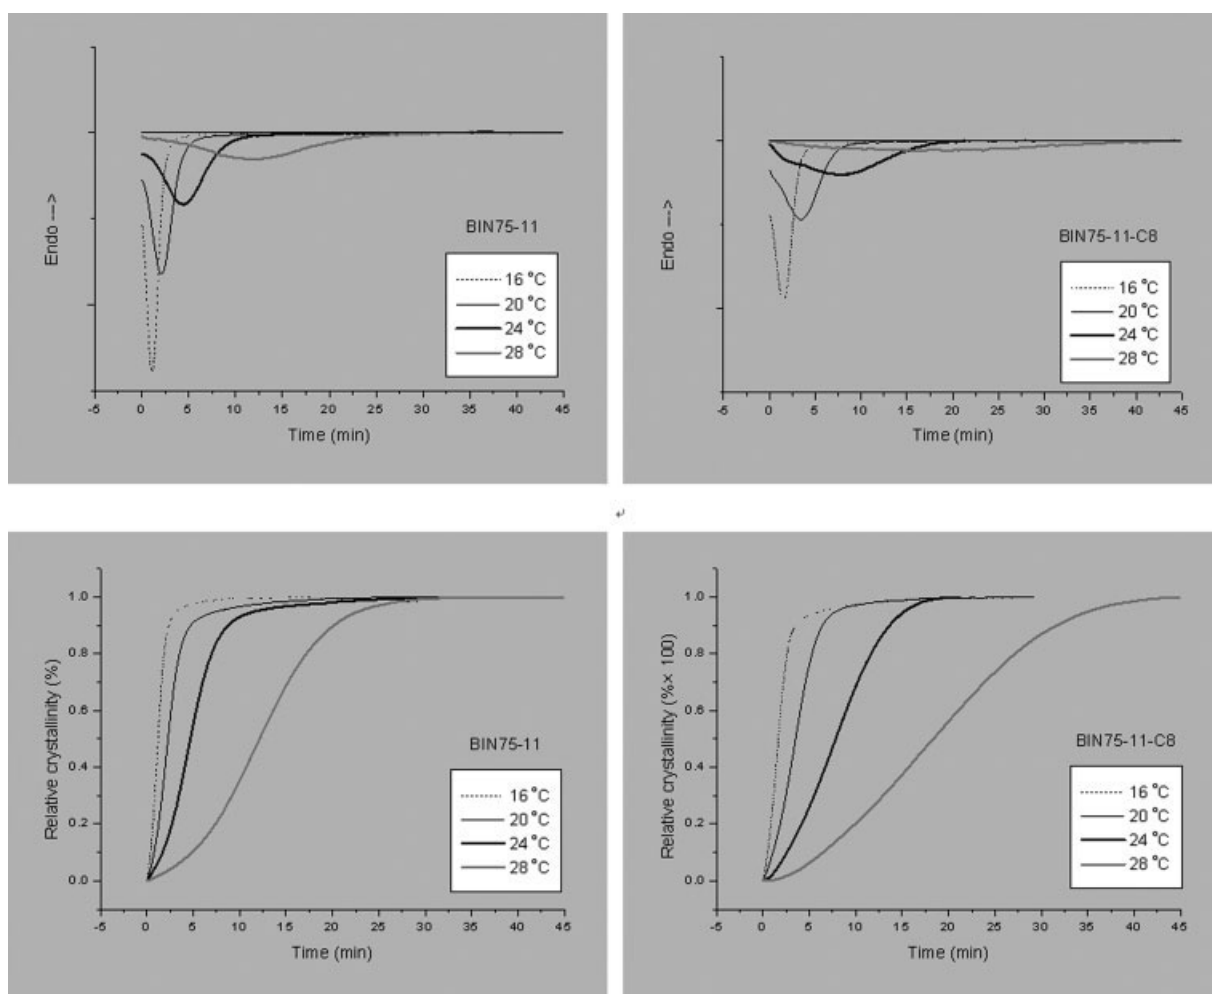 Endo --->
BIN75-11
16 °C
20 °C
24 °C
28 °C
-5 0 5 10 15 20 25 30 35 40 45
Time (min)
Endo --->
BIN75-11-C8
16 °C
20 °C
24 °C
28 °C
-5 0 5 10 15 20 25 30 35 40 45
Time (min)
↵
Relative crystallinity (%)
1.0
0.8
0.6
0.4
0.2
0.0
BIN75-11
16 °C
20 °C
24 °C
28 °C
-5 0 5 10 15 20 25 30 35 40 45
Time (min)
Relative crystallinity (%× 100)
1.0
0.8
0.6
0.4
0.2
0.0
BIN75-11-C8
16 °C
20 °C
24 °C
28 °C
-5 0 5 10 15 20 25 30 35 40 45
Time (min)